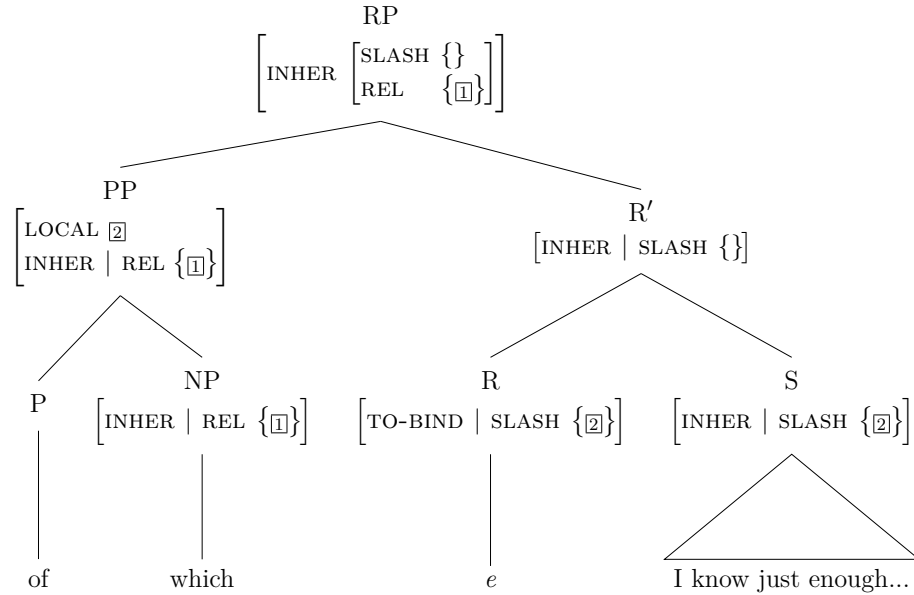 RP
INHER SLASH {}
REL {1}
PP
LOCAL 2
INHER | REL {1}
R′
[INHER | SLASH {}]
P
NP
[INHER | REL {1}]
R
[TO-BIND | SLASH {2}]
S
[INHER | SLASH {2}]
of which e I know just enough...